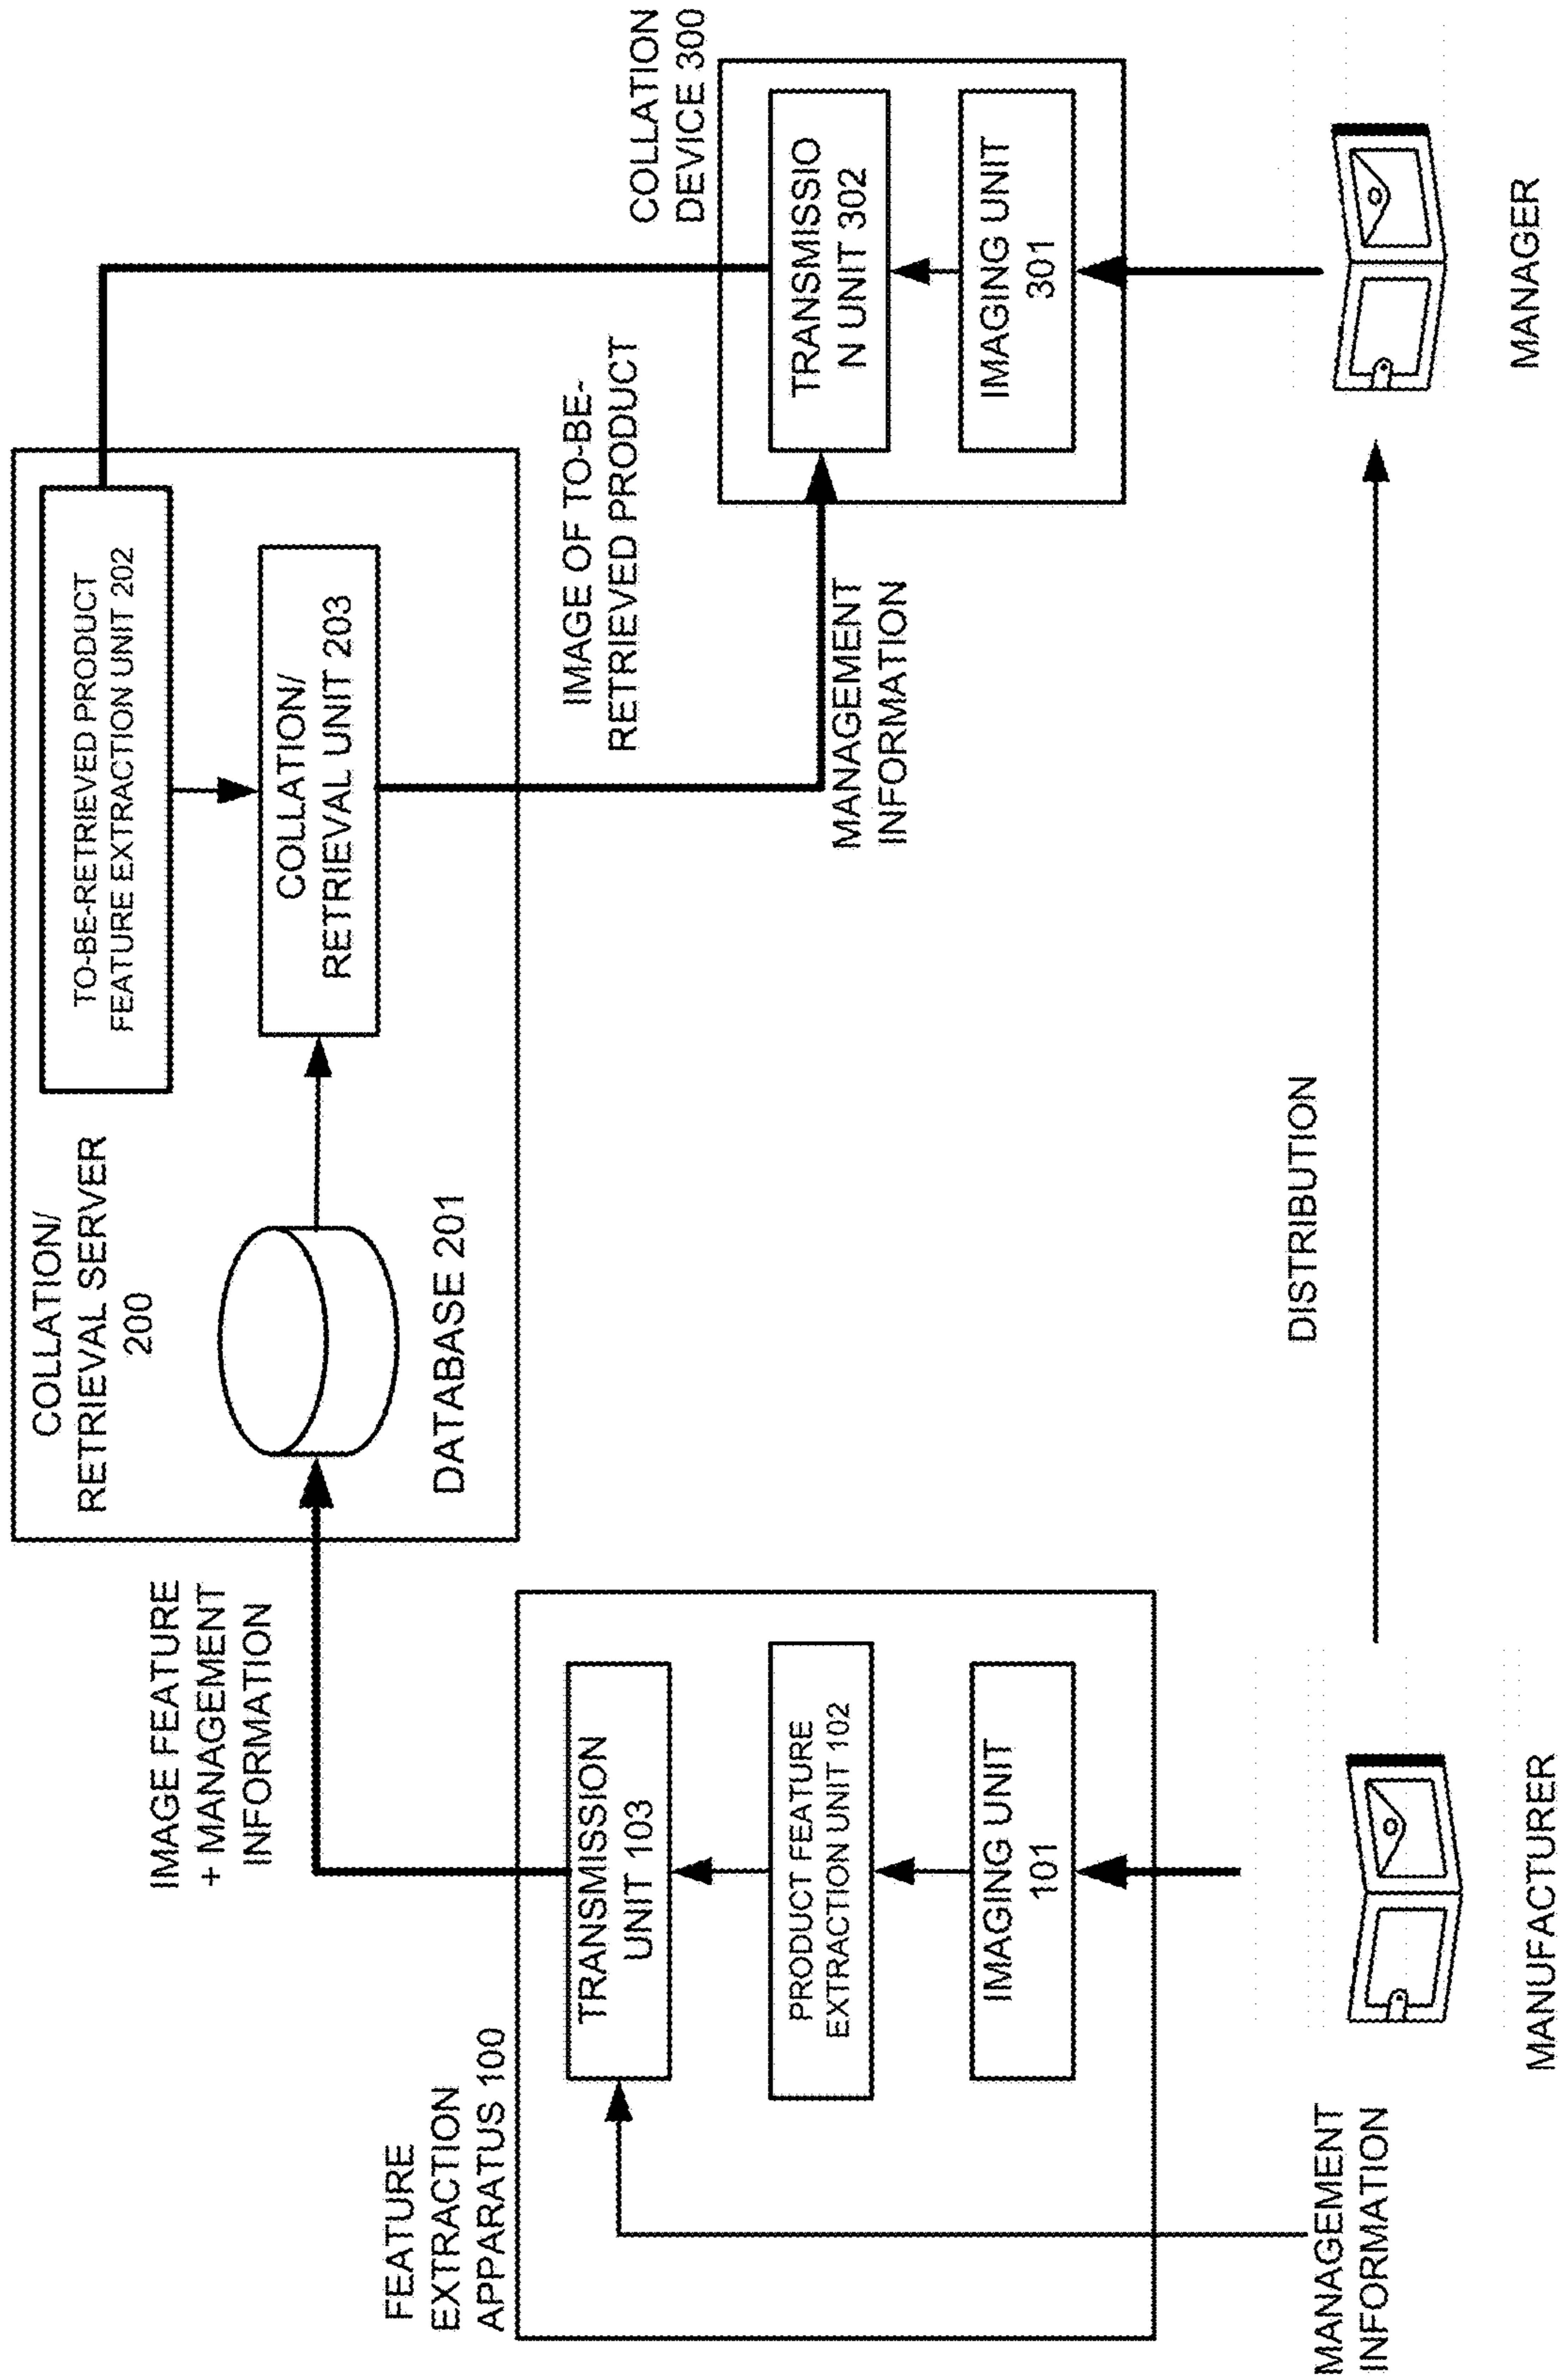 COLLATION/
RETRIEVAL SERVER
200
TO-BE-RETRIEVED PRODUCT
FEATURE EXTRACTION UNIT 202
COLLATION/
RETRIEVAL UNIT 203
DATABASE 201
IMAGE FEATURE
+ MANAGEMENT
INFORMATION
IMAGE OF TO-BE-
RETRIEVED PRODUCT
COLLATION
DEVICE 300
TRANSMISSIO
N UNIT 302
IMAGING UNIT
301
MANAGEMENT
INFORMATION
FEATURE
EXTRACTION
APPARATUS 100
TRANSMISSION
UNIT 103
PRODUCT FEATURE
EXTRACTION UNIT 102
IMAGING UNIT
101
MANAGEMENT
INFORMATION
DISTRIBUTION
MANUFACTURER
MANAGER